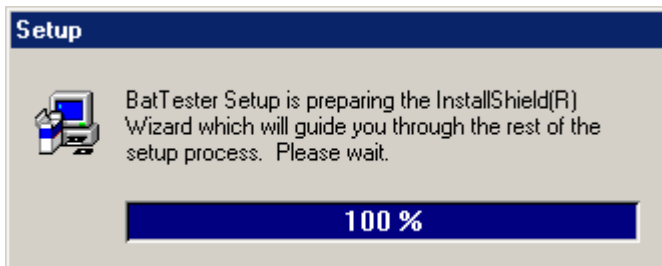 Setup
BatTester Setup is preparing the InstallShield(R)
Wizard which will guide you through the rest of the
setup process. Please wait.
100 %